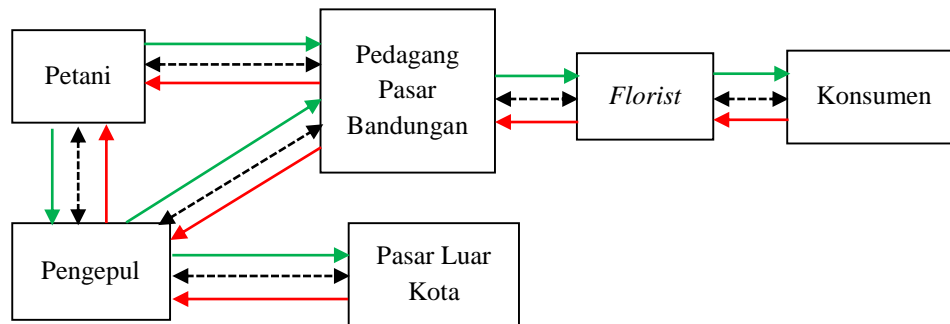 Petani
Pedagang
Pasar
Bandungan
Florist
Konsumen
Pengepul
Pasar Luar
Kota